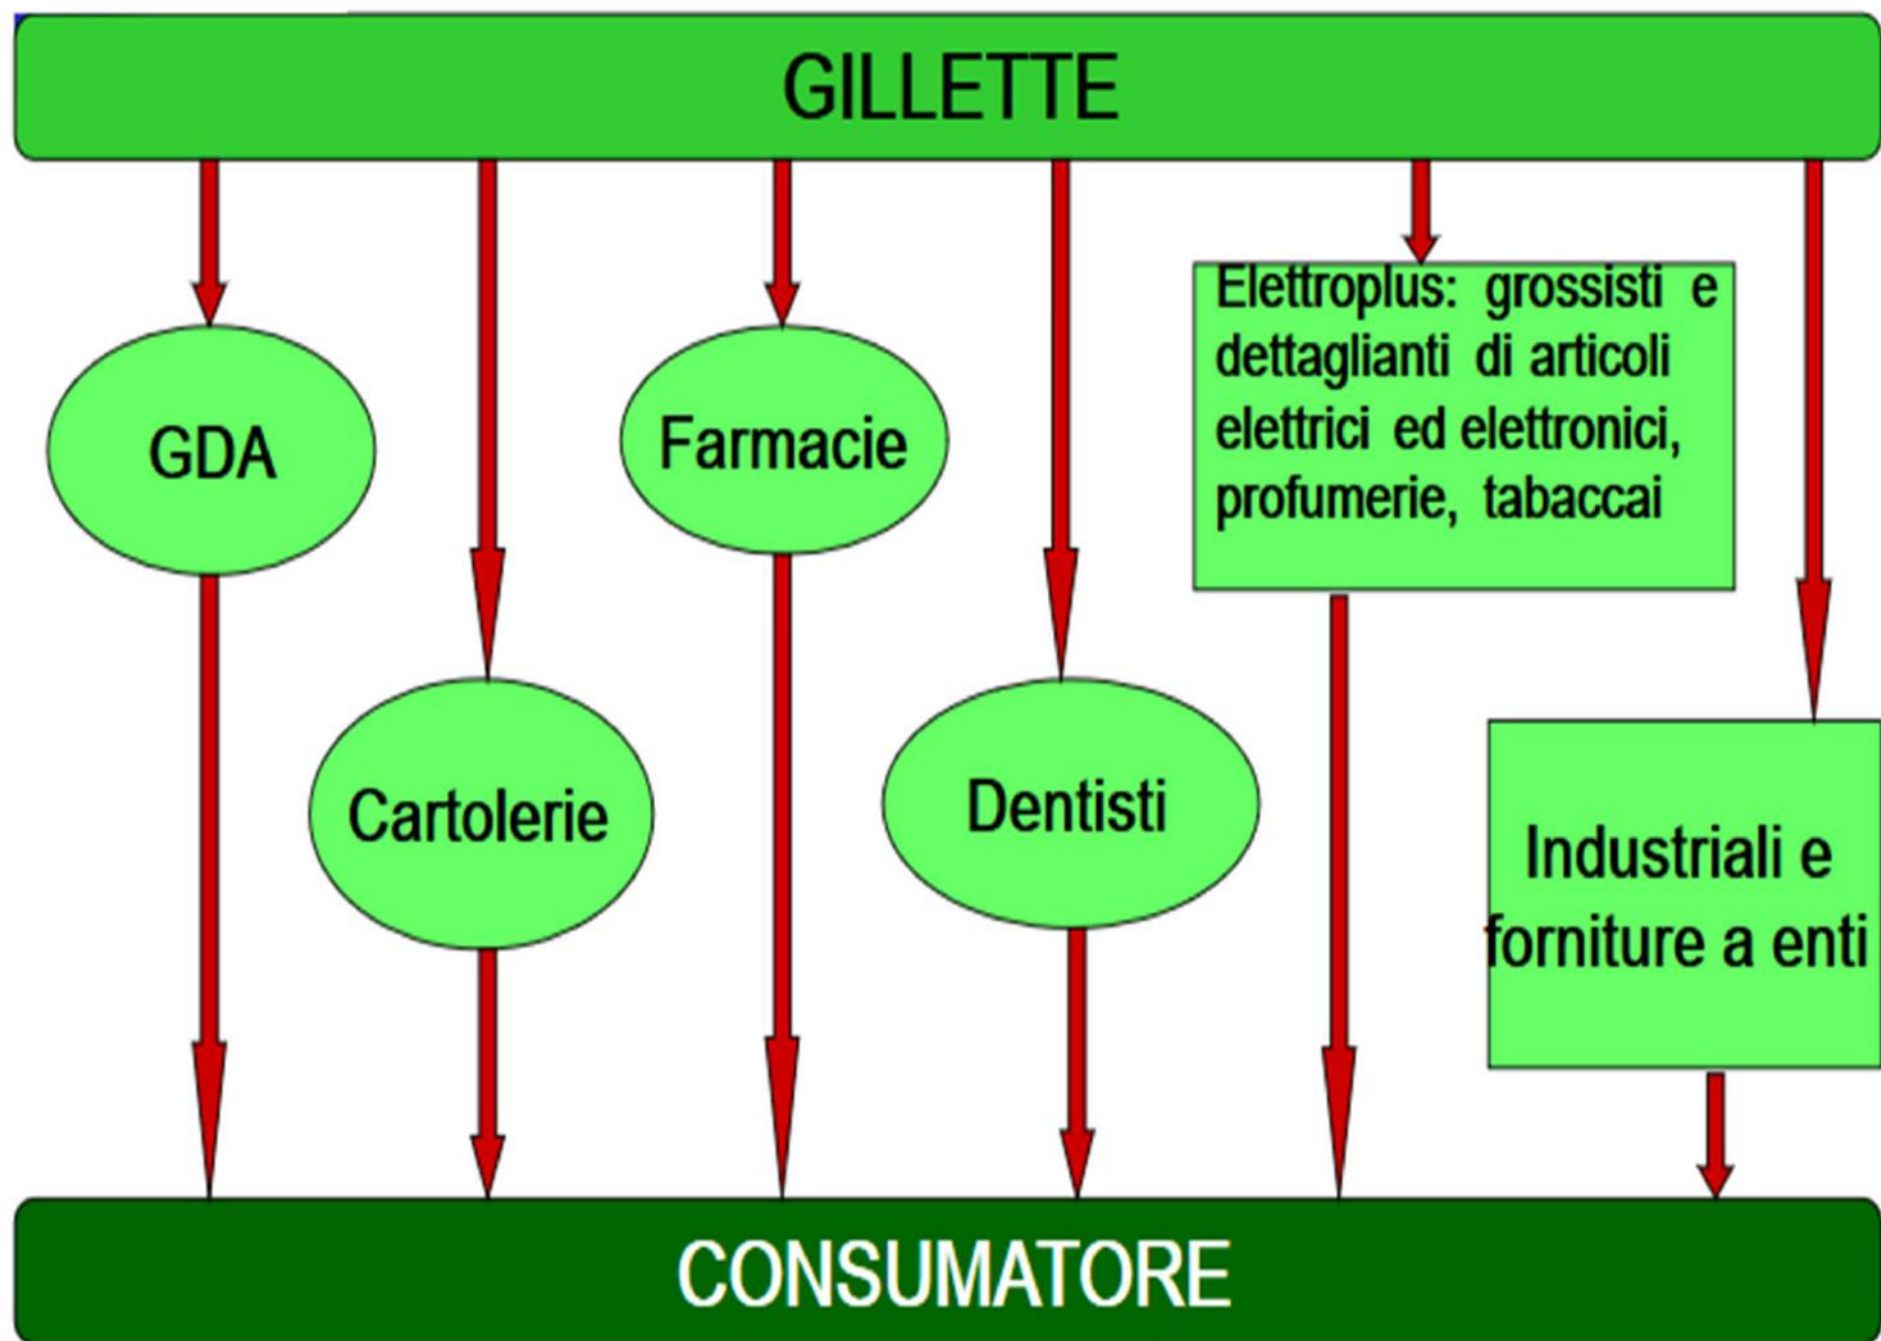 GILLETTE
GDA
Cartolerie
Farmacie
Dentisti
Elettroplus: grossisti e
dettaglianti di articoli
elettrici ed elettronici,
profumerie, tabaccai
Industriali e
forniture a enti
CONSUMATORE